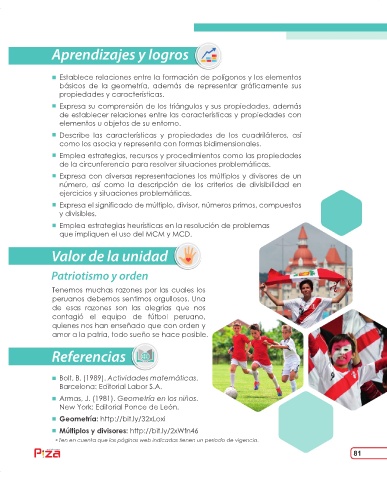 Aprendizajes y logros
Establece relaciones entre la formación de polígonos y los elementos
básicos de la geometría, además de representar gráficamente sus
propiedades y características.
Expresa su comprensión de los triángulos y sus propiedades, además
de establecer relaciones entre las características y propiedades con
elementos u objetos de su entorno.
Describe las características y propiedades de los cuadriláteros, así
como los asocia y representa con formas bidimensionales.
Emplea estrategias, recursos y procedimientos como las propiedades
de la circunferencia para resolver situaciones problemáticas.
Expresa con diversas representaciones los múltiplos y divisores de un
número, así como la descripción de los criterios de divisibilidad en
ejercicios y situaciones problemáticas.
Expresa el significado de múltiplo, divisor, números primos, compuestos
y divisibles.
Emplea estrategias heurísticas en la resolución de problemas
que impliquen el uso del MCM y MCD.
Valor de la unidad
Patriotismo y orden
Tenemos muchas razones por las cuales los
peruanos debemos sentirnos orgullosos. Una
de esas razones son las alegrías que nos
contagió el equipo de fútbol peruano,
quienes nos han enseñado que con orden y
amor a la patria, todo sueño se hace posible.
Referencias
Bolt, B. (1989). Actividades matemáticas.
Barcelona: Editorial Labor S.A.
Armas, J. (1981). Geometría en los niños.
New York: Editorial Ponce de León.
Geometría: http://bit.ly/32xLoxl
Múltiplos y divisores: http://bit.ly/2xWfn46
*Ten en cuenta que las páginas web indicadas tienen un periodo de vigencia.
81